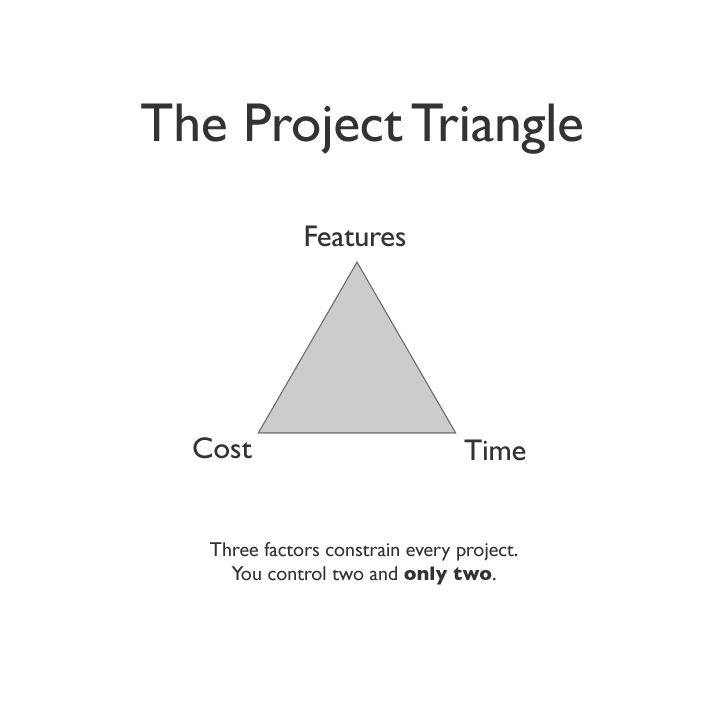 The Project Triangle
Features
Cost
Time
Three factors constrain every project.
You control two and only two.